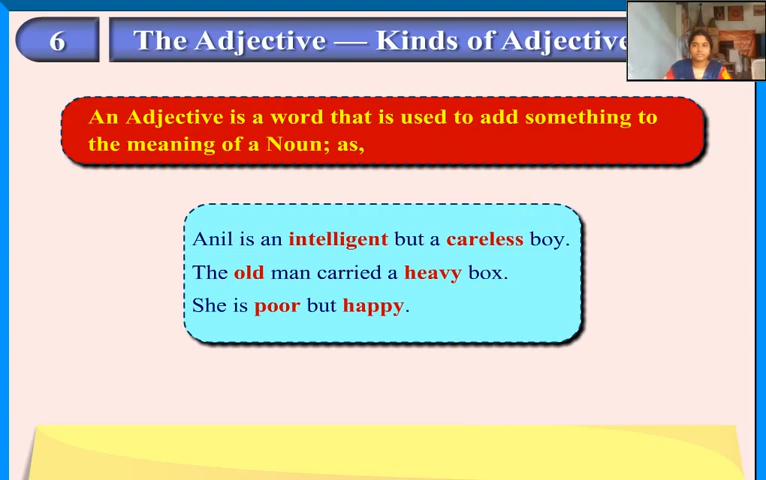 6
The Adjective — Kinds of Adjective
An Adjective is a word that is used to add something to
the meaning of a Noun; as,
Anil is an intelligent but a careless boy.
The old man carried a heavy box.
She is poor but happy.